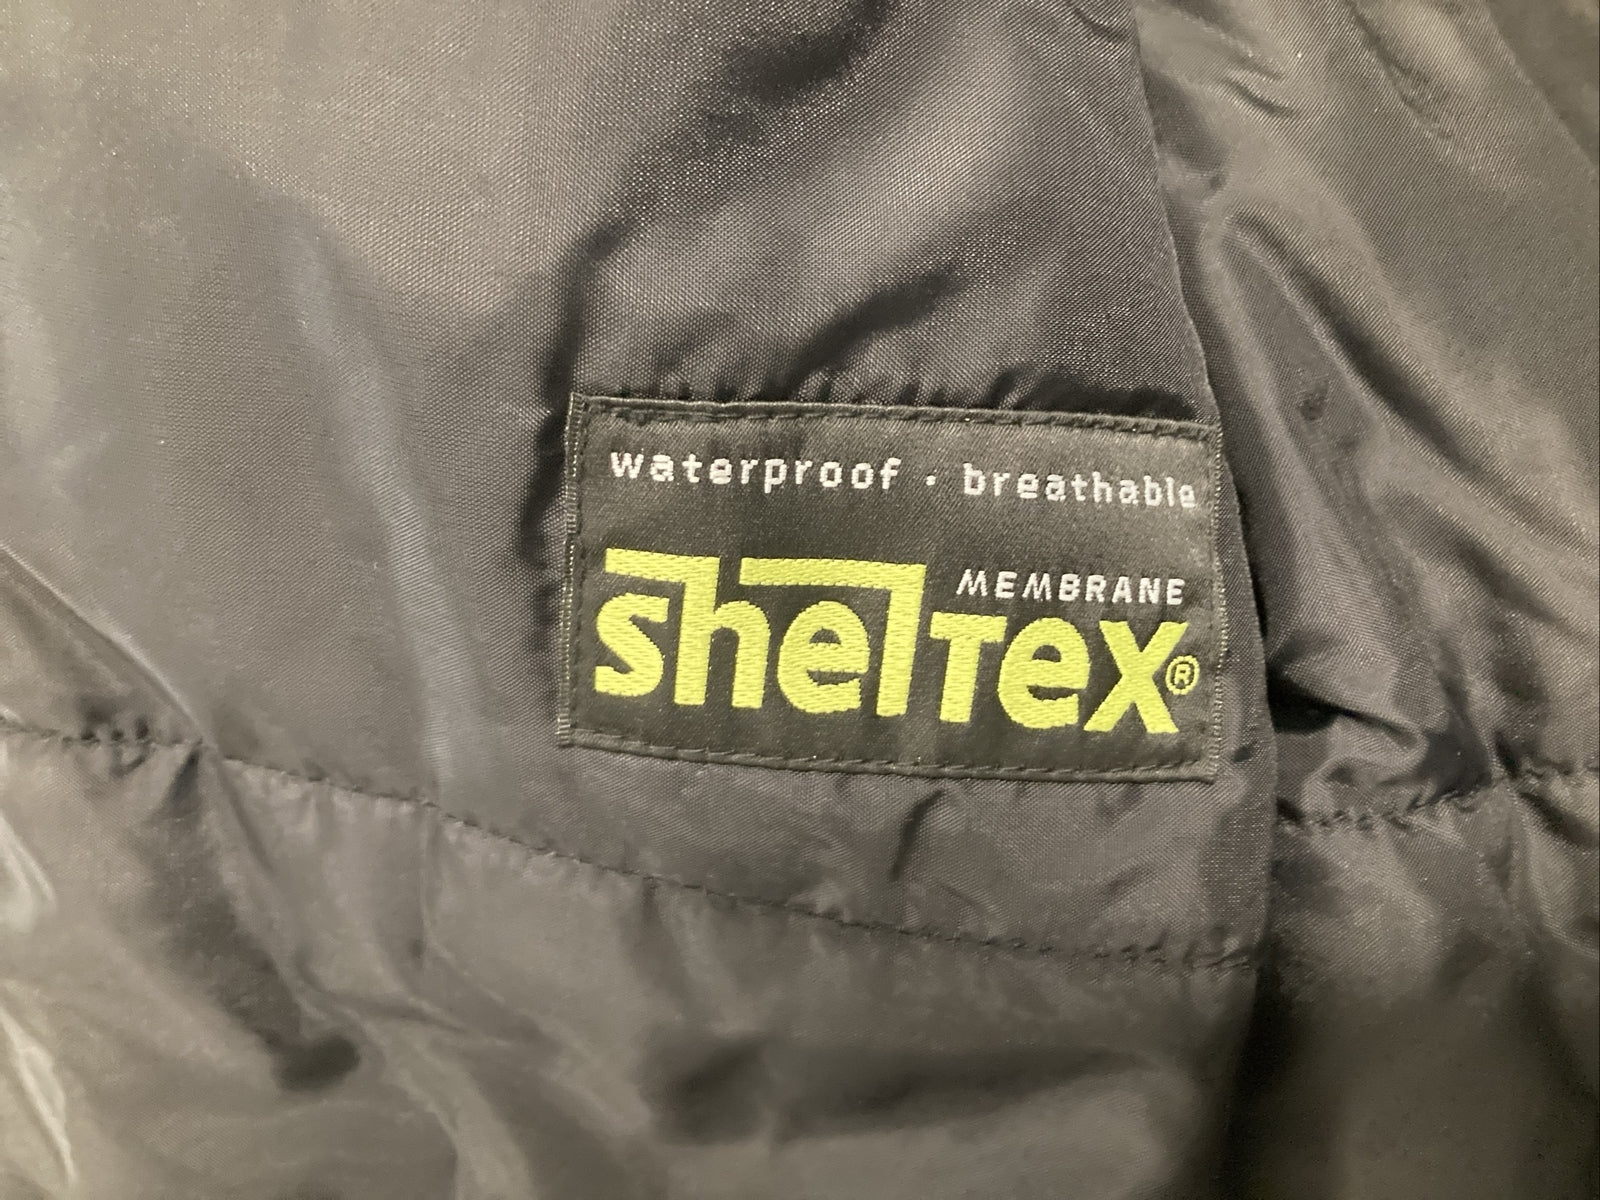 waterproof · breathable
MEMBRANE
shelTex®